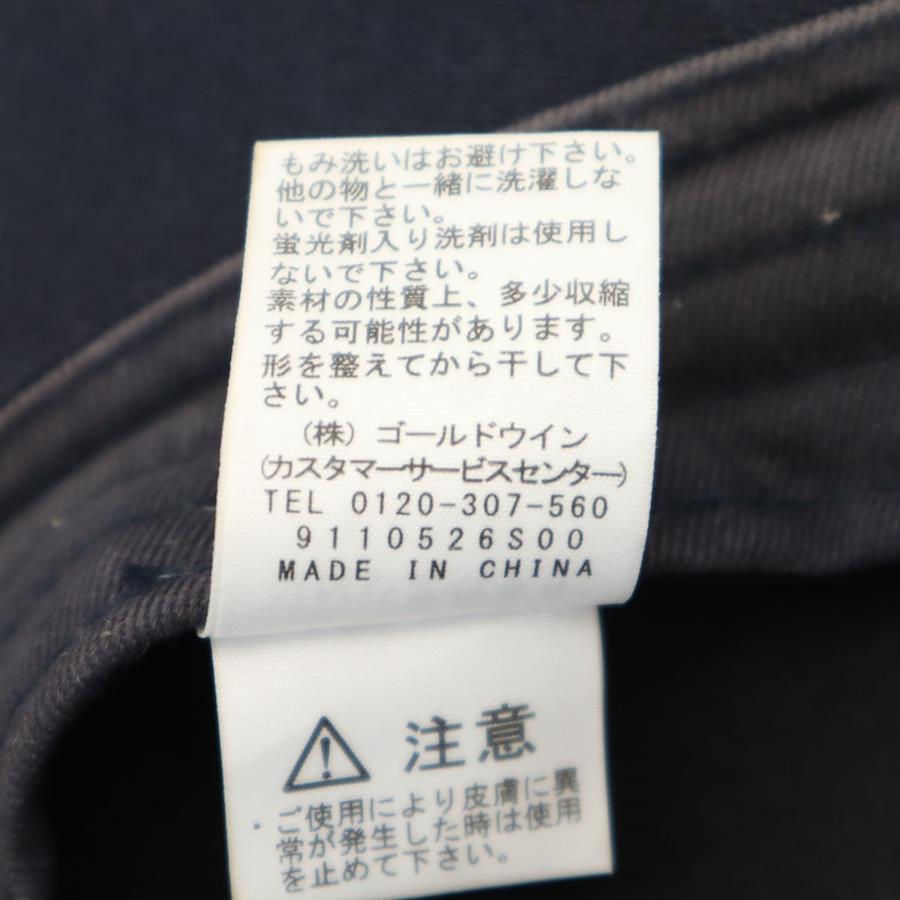 もみ洗いはお避け下さい。
他の物と一緒に洗濯しな
いで下さい。
蛍光剤入り洗剤は使用し
ないで下さい。
素材の性質上、多少収縮
する可能性があります。
形を整えてから干して下
さい。
(株)ゴールドウイン
(カスタマーサービスセンター)
TEL 0120-307-560
9110526S00
MADE IN CHINA
注意
ご使用により皮膚に異
常が発生した時は使用
を止めて下さい。